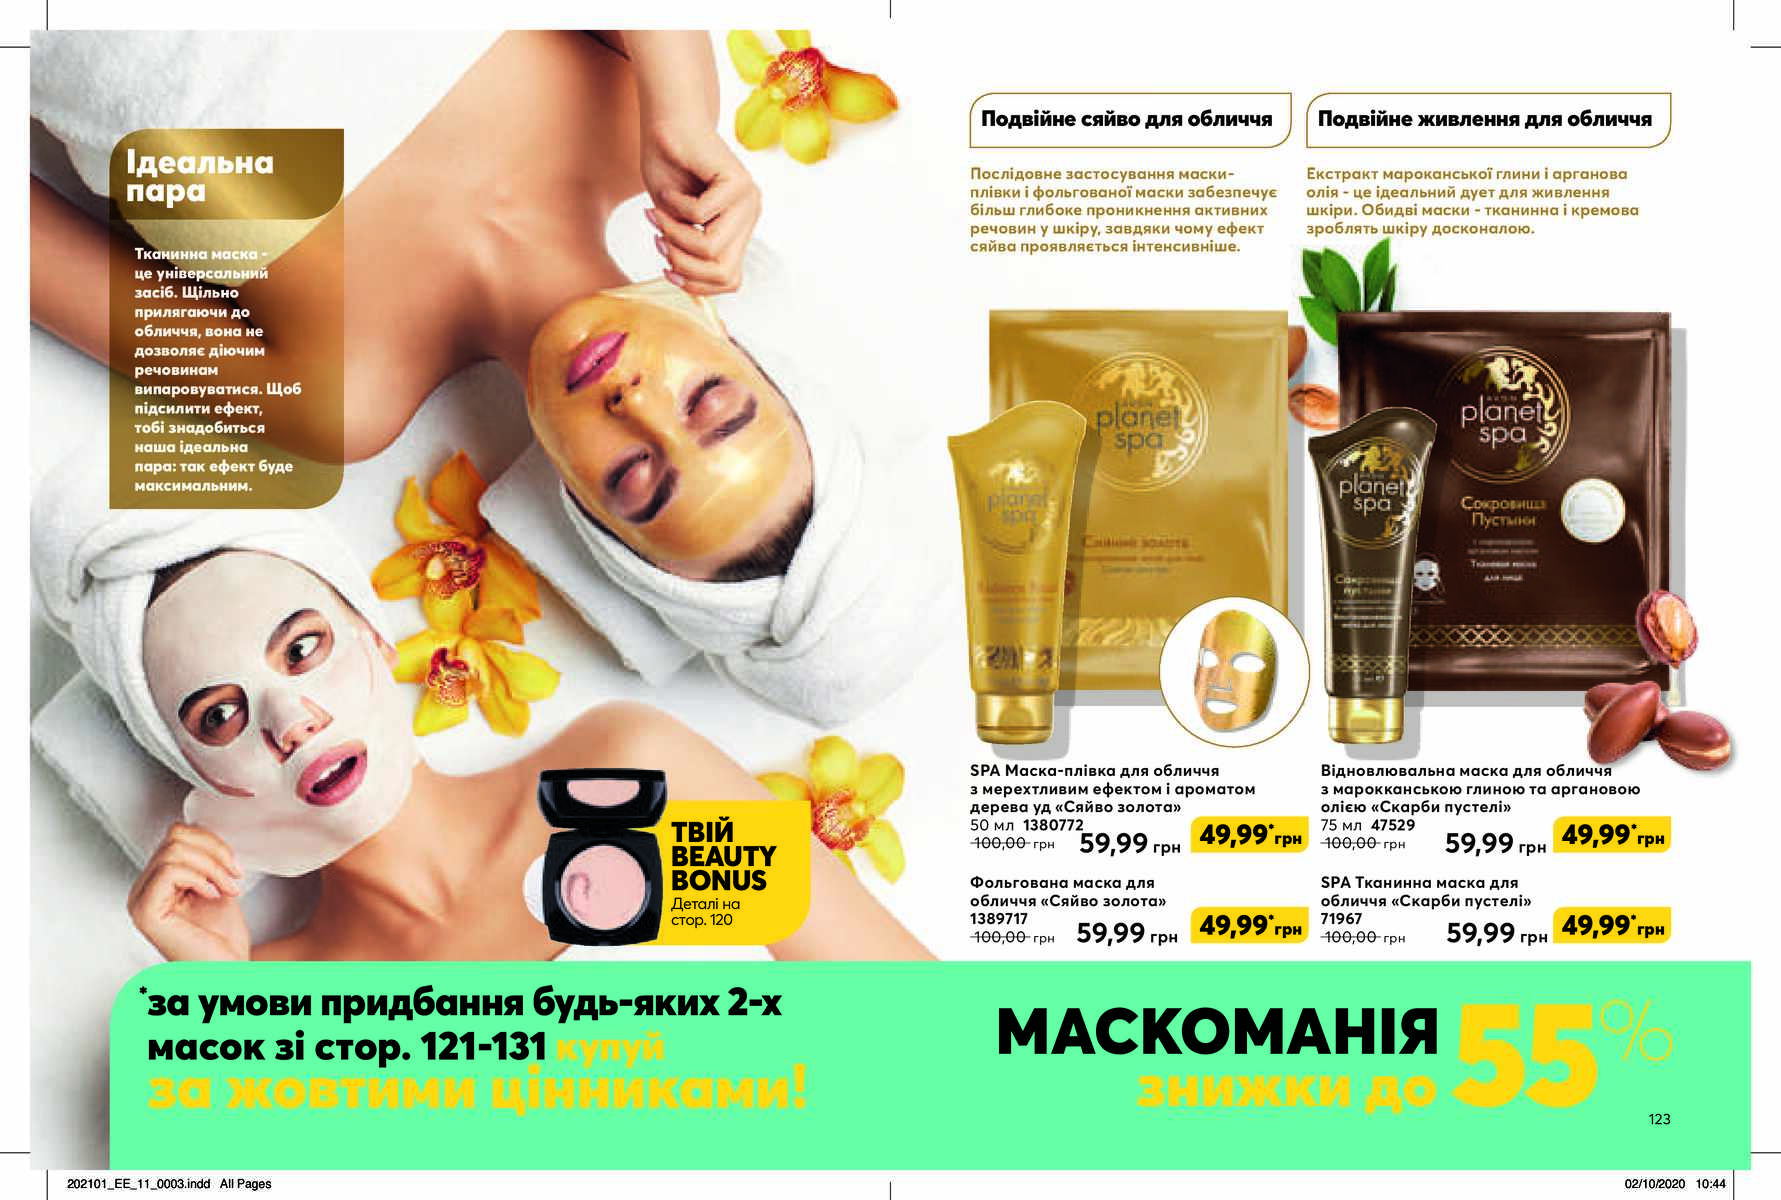 Ідеальна
пара
Тканинна маска -
це універсальний
засіб. Щільно
прилягаючи до
обличчя, вона не
дозволяє діючим
речовинам
випаровуватися. Щоб
підсилити ефект,
тобі знадобиться
наша ідеальна
пара: так ефект буде
максимальним.
ТВІЙ
BEAUTY
BONUS
Деталі на
стор. 120
Подвійне сяйво для обличчя
Послідовне застосування маски-
плівки і фольгованої маски забезпечує
більш глибоке проникнення активних
речовин у шкіру, завдяки чому ефект
сяйва проявляється інтенсивніше.
Подвійне живлення для обличчя
Екстракт мароканської глини і арганова
олія - це ідеальний дует для живлення
шкіри. Обидві маски - тканинна і кремова
зроблять шкіру досконалою.
AVON
planet
spa
Сияние золота
planet
spa
AVON
planet
spa
Сокровища
Пустыни
Тканевая маска
для лица
planet
spa
Сокровища
Пустыни
SPA Маска-плівка для обличчя
з мерехтливим ефектом і ароматом
дерева уд «Сяйво золота»
50 мл 1380772
100,00 грн 59,99 грн 49,99* грн
Фольгована маска для
обличчя «Сяйво золота»
1389717
100,00 грн 59,99 грн 49,99* грн
Відновлювальна маска для обличчя
з марокканською глиною та аргановою
олією «Скарби пустелі»
75 мл 47529
100,00 грн 59,99 грн 49,99* грн
SPA Тканинна маска для
обличчя «Скарби пустелі»
71967
100,00 грн 59,99 грн 49,99* грн
*за умови придбання будь-яких 2-х
масок зі стор. 121-131 купуй
за жовтими цінниками!
МАСКОМАНІЯ
знижки до 55%
123
202101_EE_11_0003.indd All Pages
02/10/2020 10:44